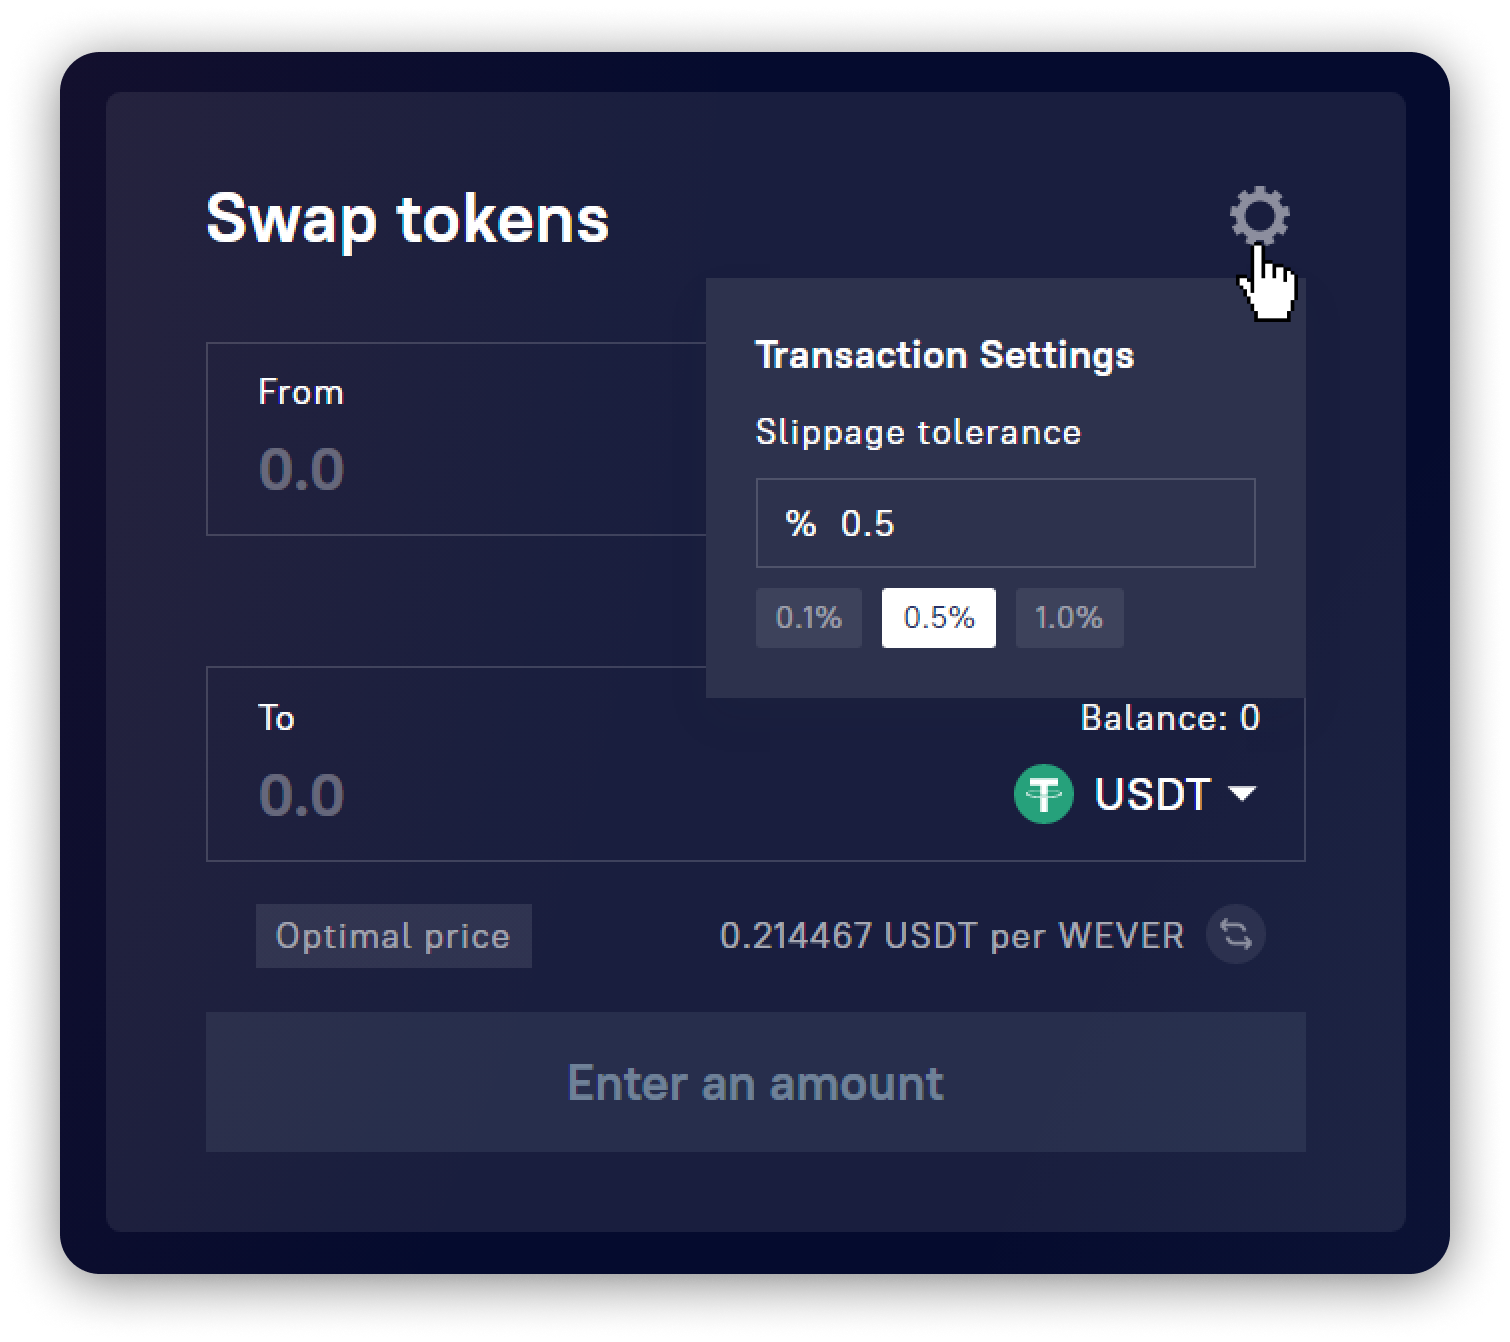 Swap tokens
Transaction Settings
From
Slippage tolerance
0.0
% 0.5
0.1% 0.5% 1.0%
To
Balance: 0
0.0
USDT
Optimal price
0.214467 USDT per WEVER
Enter an amount